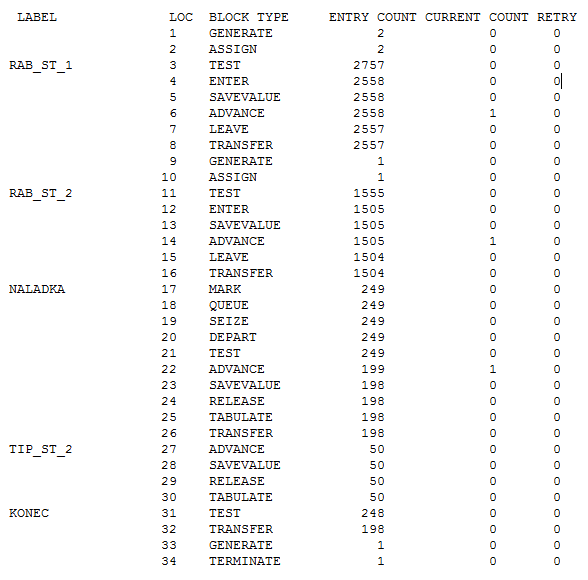 LABEL LOC BLOCK TYPE ENTRY COUNT CURRENT COUNT RETRY
1 GENERATE 2 0 0
2 ASSIGN 2 0 0
RAB_ST_1 3 TEST 2757 0 0
4 ENTER 2558 0 0
5 SAVEVALUE 2558 0 0
6 ADVANCE 2558 1 0
7 LEAVE 2557 0 0
8 TRANSFER 2557 0 0
9 GENERATE 1 0 0
10 ASSIGN 1 0 0
RAB_ST_2 11 TEST 1555 0 0
12 ENTER 1505 0 0
13 SAVEVALUE 1505 0 0
14 ADVANCE 1505 1 0
15 LEAVE 1504 0 0
16 TRANSFER 1504 0 0
NALADKA 17 MARK 249 0 0
18 QUEUE 249 0 0
19 SEIZE 249 0 0
20 DEPART 249 0 0
21 TEST 249 0 0
22 ADVANCE 199 1 0
23 SAVEVALUE 198 0 0
24 RELEASE 198 0 0
25 TABULATE 198 0 0
26 TRANSFER 198 0 0
TIP_ST_2 27 ADVANCE 50 0 0
28 SAVEVALUE 50 0 0
29 RELEASE 50 0 0
30 TABULATE 50 0 0
KONEC 31 TEST 248 0 0
32 TRANSFER 198 0 0
33 GENERATE 1 0 0
34 TERMINATE 1 0 0